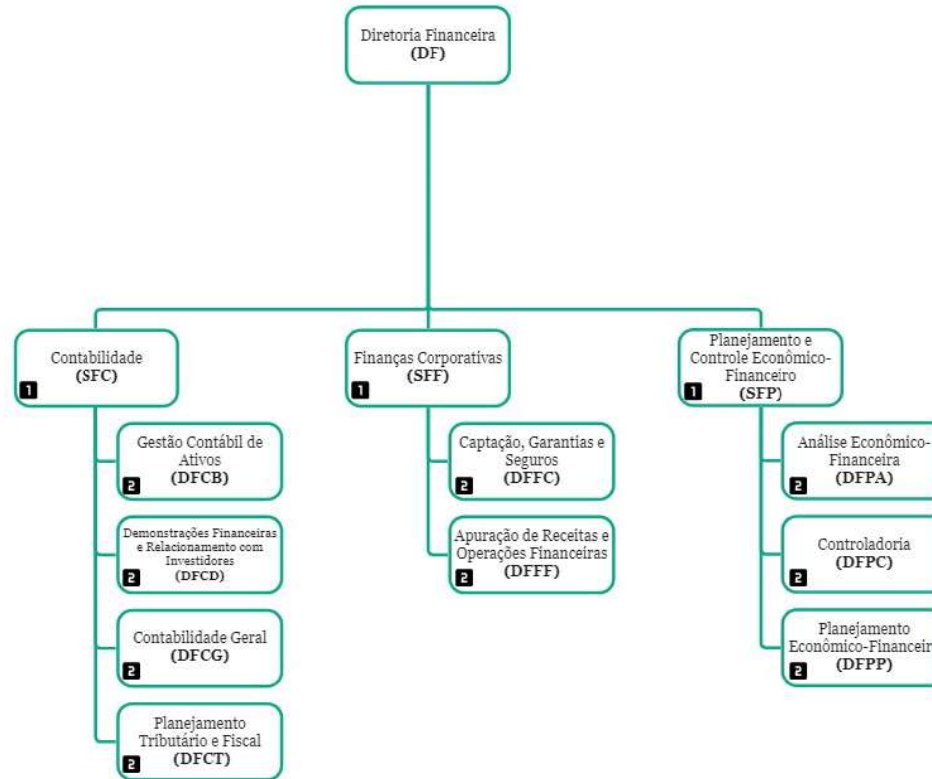 Diretoria Financeira
(DF)
Contabilidade
(SFC)
1
Finanças Corporativas
(SFF)
1
Planejamento e
Controle Econômico-
Financeiro
(SFP)
1
Gestão Contábil de
Ativos
(DFCB)
2
Demonstrações Financeiras
e Relacionamento com
Investidores
(DFCD)
2
Contabilidade Geral
(DFCG)
2
Planejamento
Tributário e Fiscal
(DFCT)
2
Captação, Garantias e
Seguros
(DFFC)
2
Apuração de Receitas e
Operações Financeiras
(DFFF)
2
Análise Econômico-
Financeira
(DFPA)
2
Controladoria
(DFPC)
2
Planejamento
Econômico-Financeir
(DFPP)
2